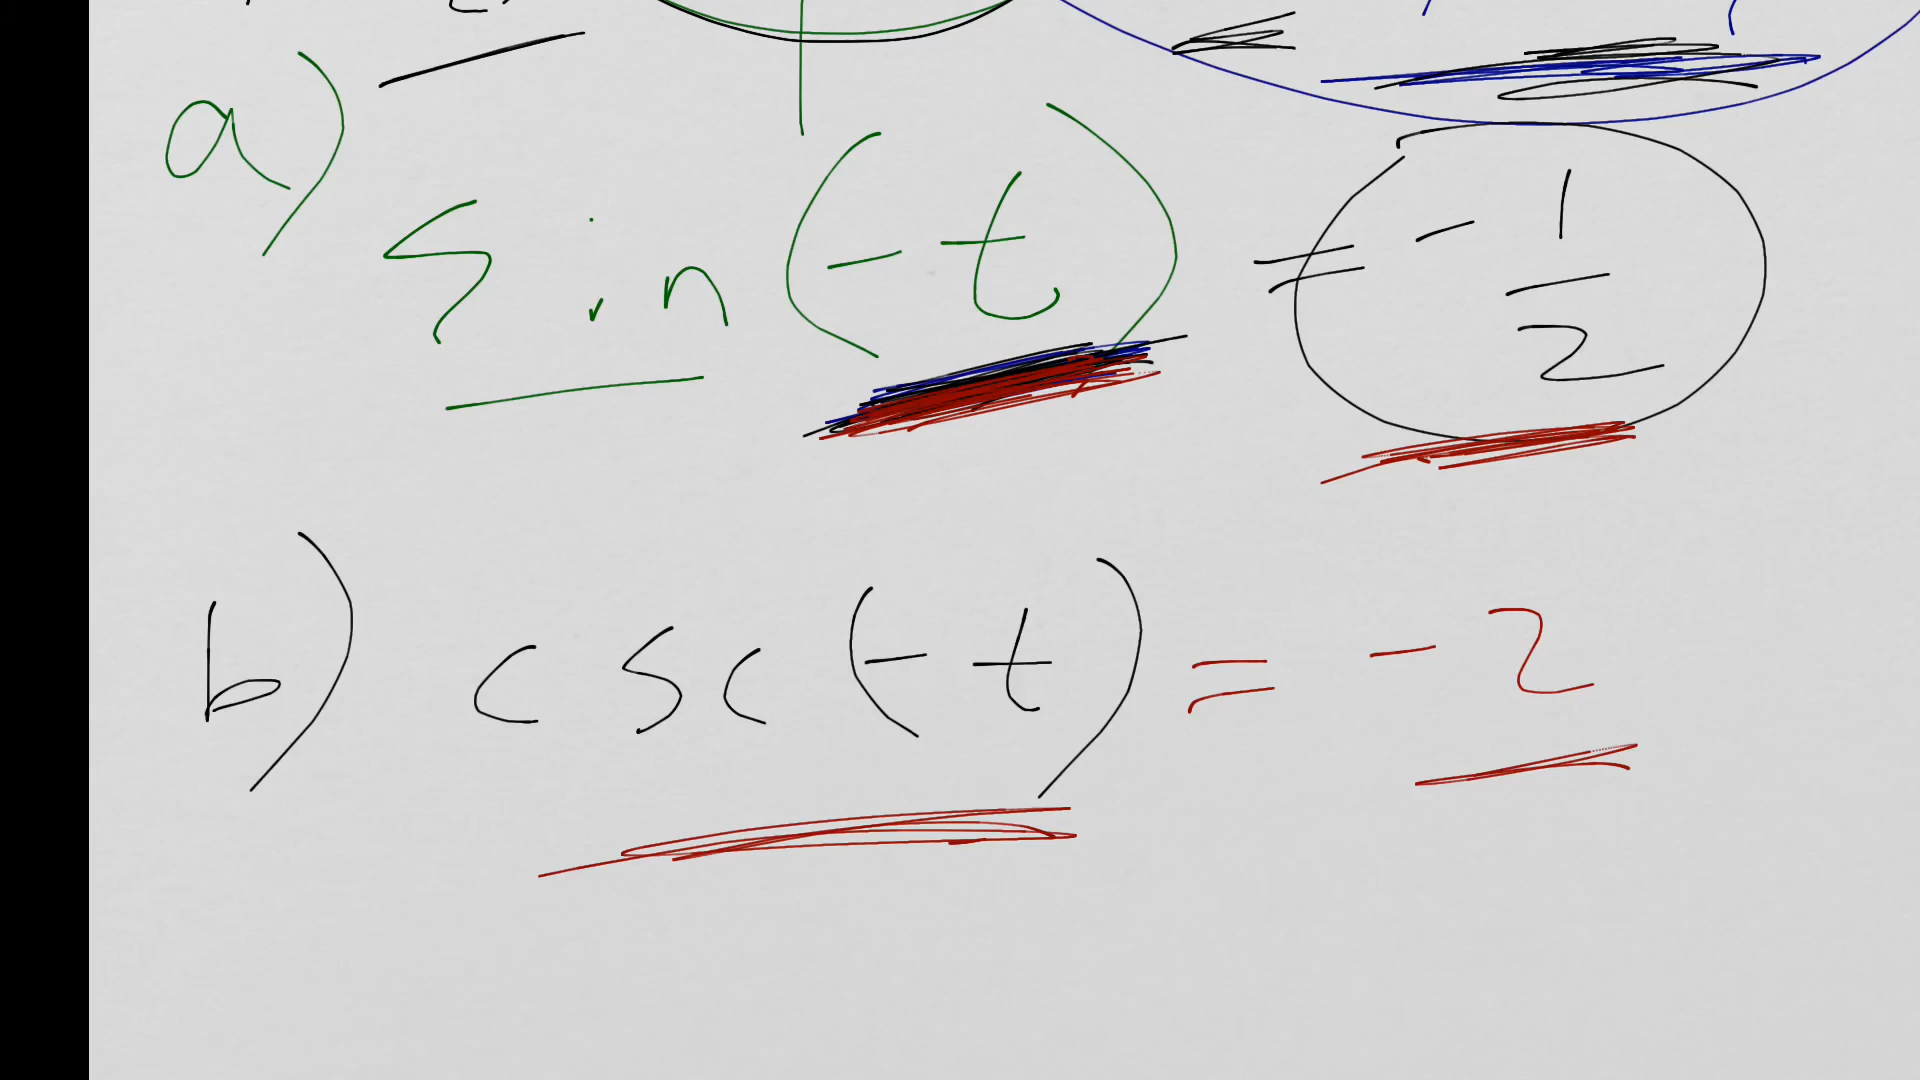 a) sin(-t) = -1/2
b) csc(-t) = -2